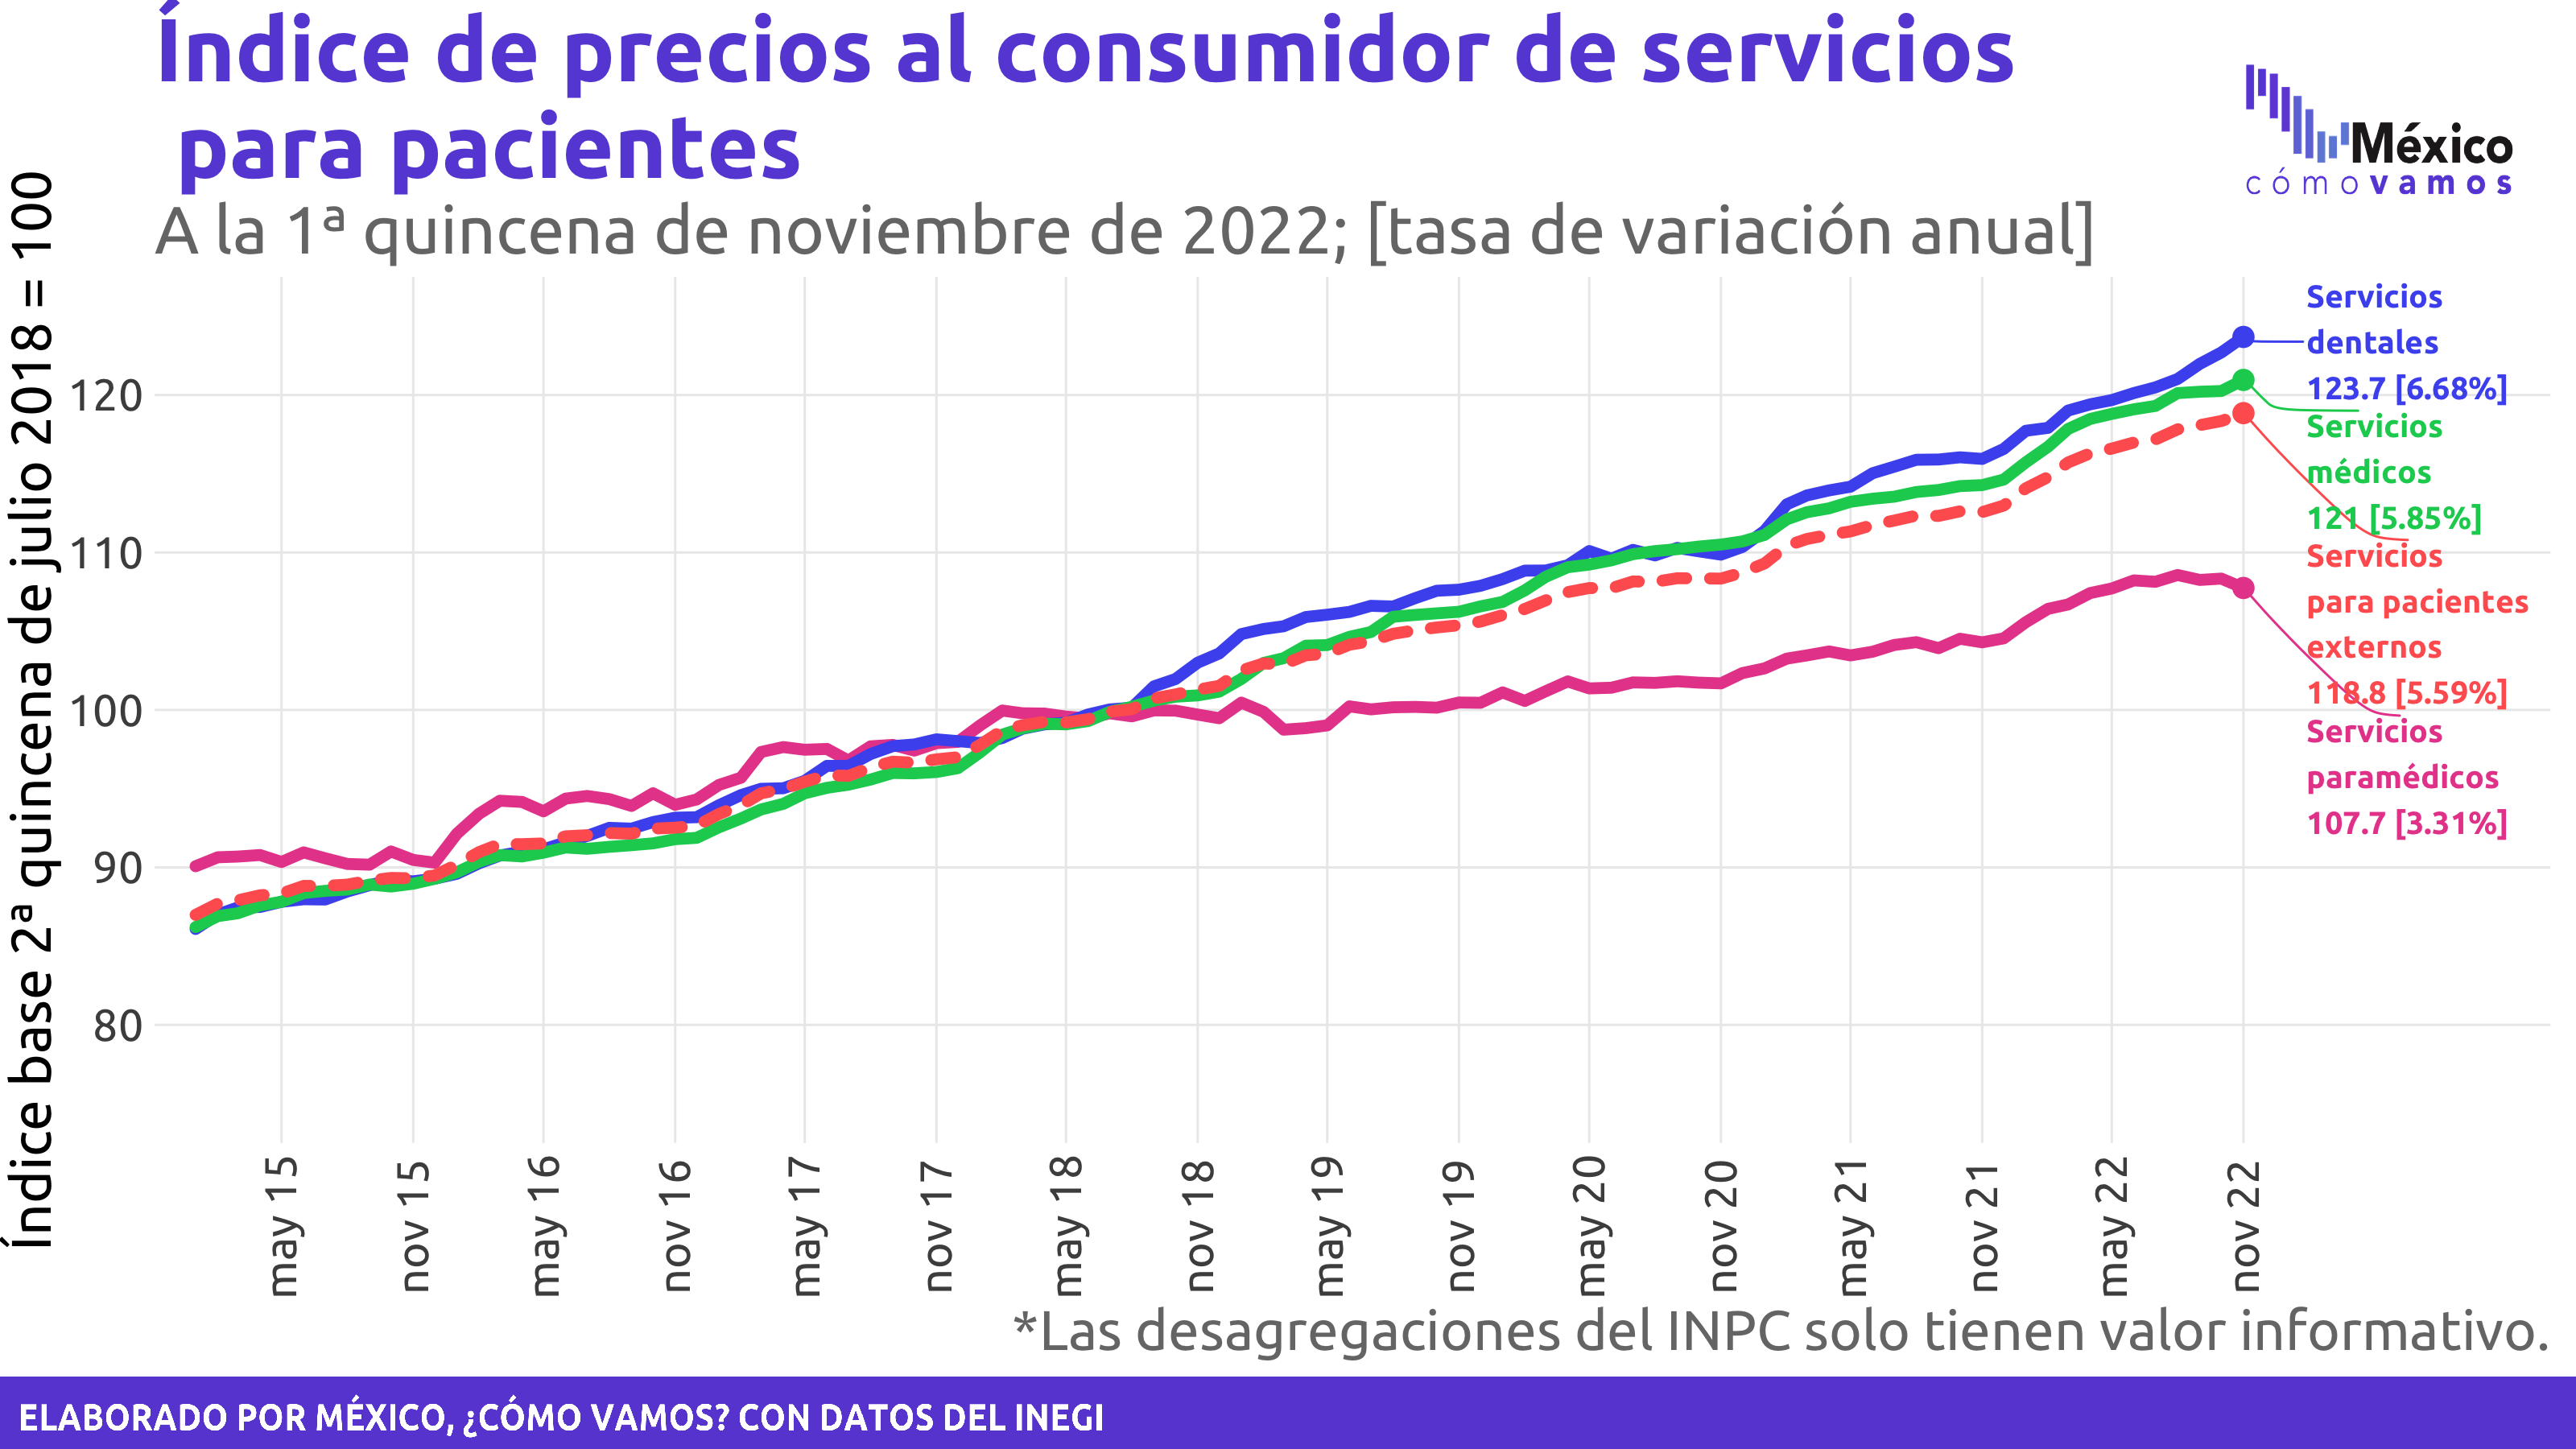 Índice de precios al consumidor de servicios
para pacientes
México
cómo vamos
A la 1ª quincena de noviembre de 2022; [tasa de variación anual]
Índice base 2ª quincena de julio 2018 = 100
120
110
100
90
80
Servicios
dentales
123.7 [6.68%]
Servicios
médicos
121 [5.85%]
Servicios
para pacientes
externos
118.8 [5.59%]
Servicios
paramédicos
107.7 [3.31%]
may 15
nov 15
may 16
nov 16
may 17
nov 17
may 18
nov 18
may 19
nov 19
may 20
nov 20
may 21
nov 21
may 22
nov 22
*Las desagregaciones del INPC solo tienen valor informativo.
ELABORADO POR MÉXICO, ¿CÓMO VAMOS? CON DATOS DEL INEGI